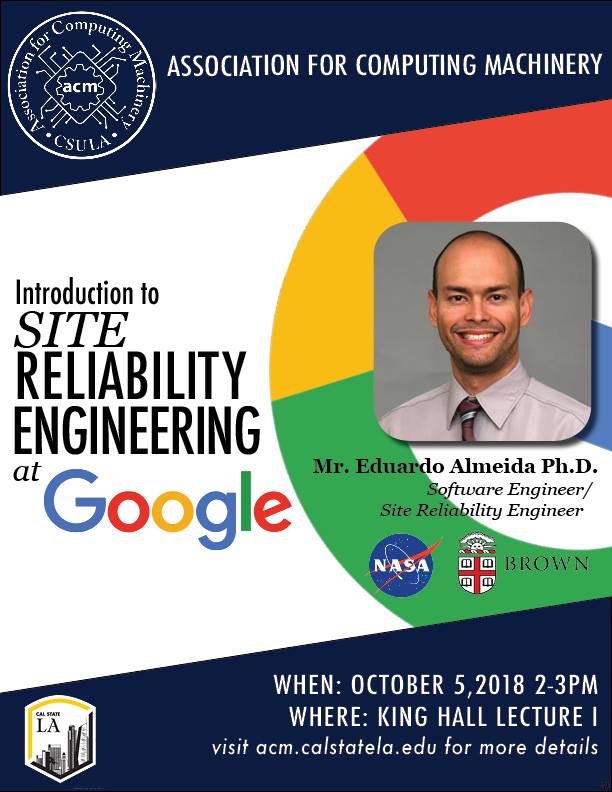 Association for Computing Machinery
acm
• CSULA •
ASSOCIATION FOR COMPUTING MACHINERY
Introduction to
SITE
RELIABILITY
ENGINEERING
at
Google
Mr. Eduardo Almeida Ph.D.
Software Engineer/
Site Reliability Engineer
NASA
BROWN
WHEN: OCTOBER 5,2018 2-3PM
WHERE: KING HALL LECTURE I
visit acm.calstatela.edu for more details
CAL STATE
LA